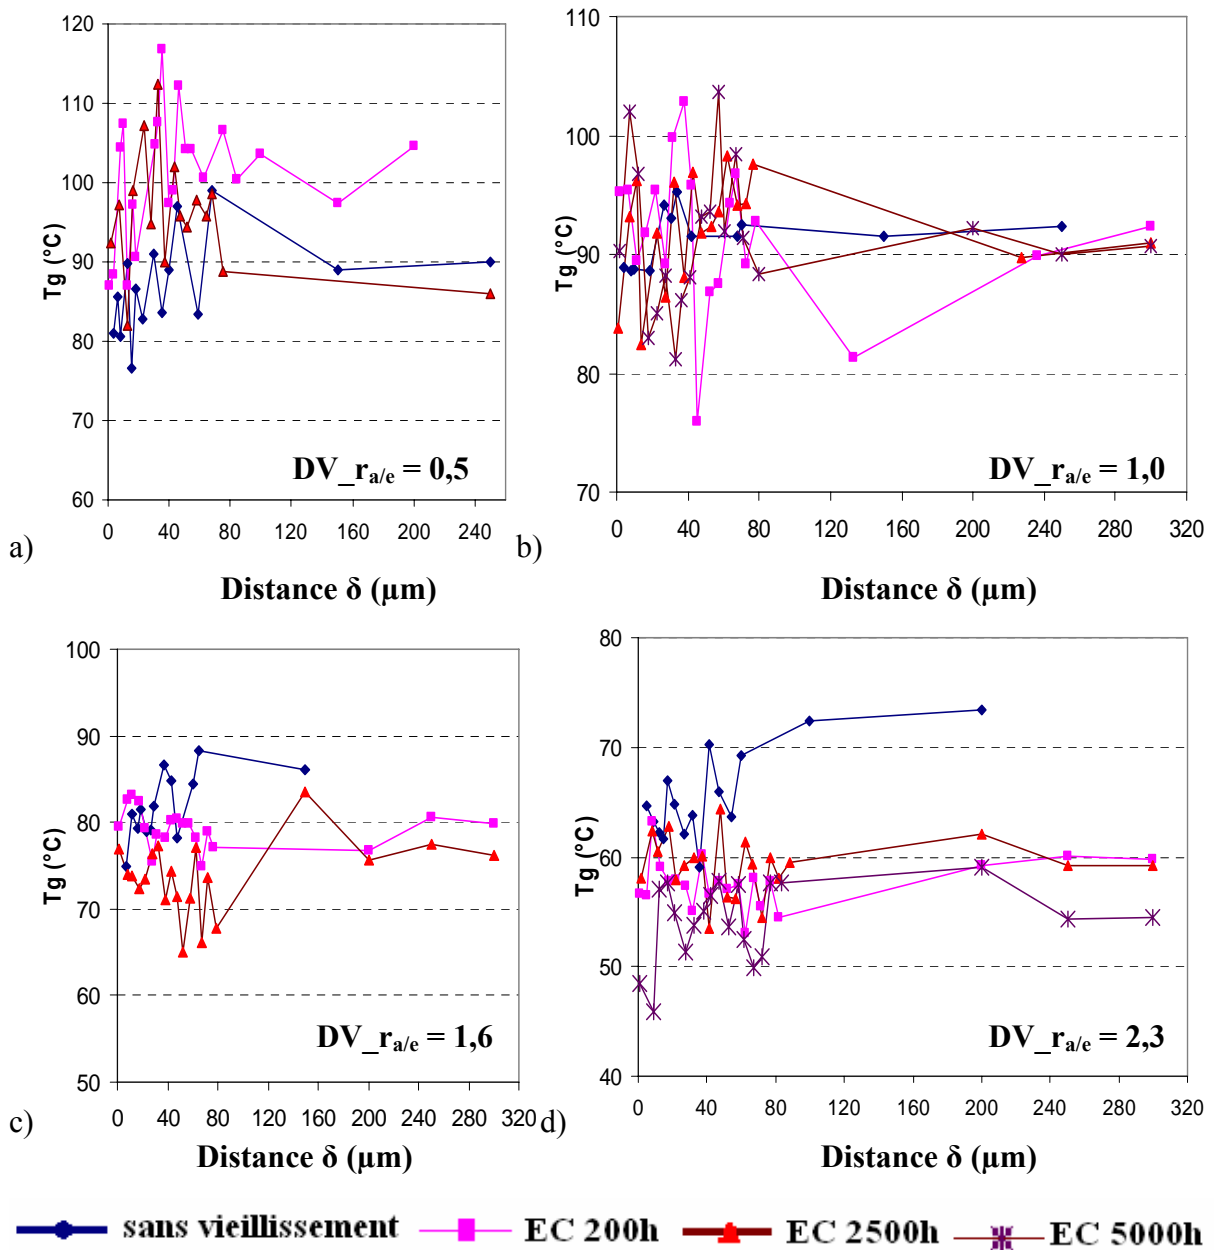 120
110
100
90
80
70
60
Tg (°C)
0 40 80 120 160 200 240
DV_ra/e = 0,5
a)
Distance δ (µm)
110
100
90
80
70
Tg (°C)
0 40 80 120 160 200 240 280 320
DV_ra/e = 1,0
b)
Distance δ (µm)
100
90
80
70
60
50
Tg (°C)
0 40 80 120 160 200 240 280 320
DV_ra/e = 1,6
c)
Distance δ (µm)
80
70
60
50
40
Tg (°C)
0 40 80 120 160 200 240 280 320
DV_ra/e = 2,3
d)
Distance δ (µm)
sans vieillissement EC 200h EC 2500h EC 5000h